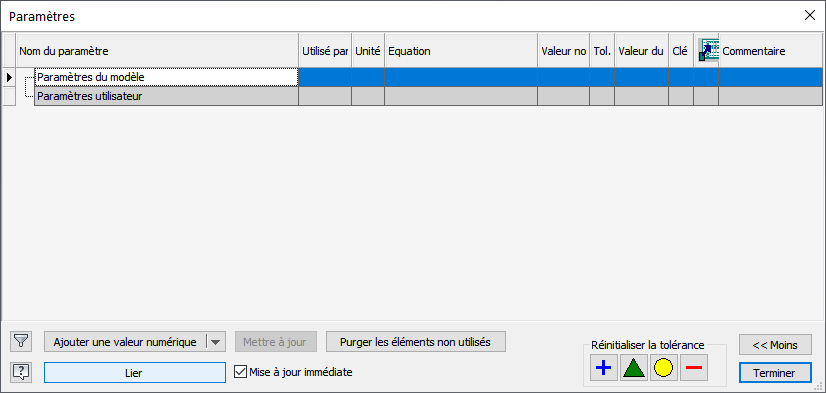 Paramètres
Nom du paramètre Utilisé par Unité Equation Valeur no Tol. Valeur du Clé Commentaire
Paramètres du modèle
Paramètres utilisateur
Ajouter une valeur numérique Mettre à jour Purger les éléments non utilisés
Réinitialiser la tolérance
<< Moins
Lier Mise à jour immédiate
Terminer